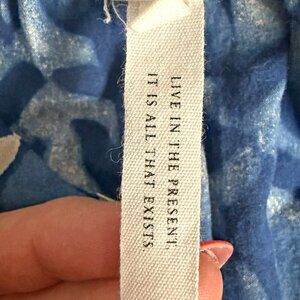 LIVE IN THE PRESENT.
IT IS ALL THAT EXISTS.